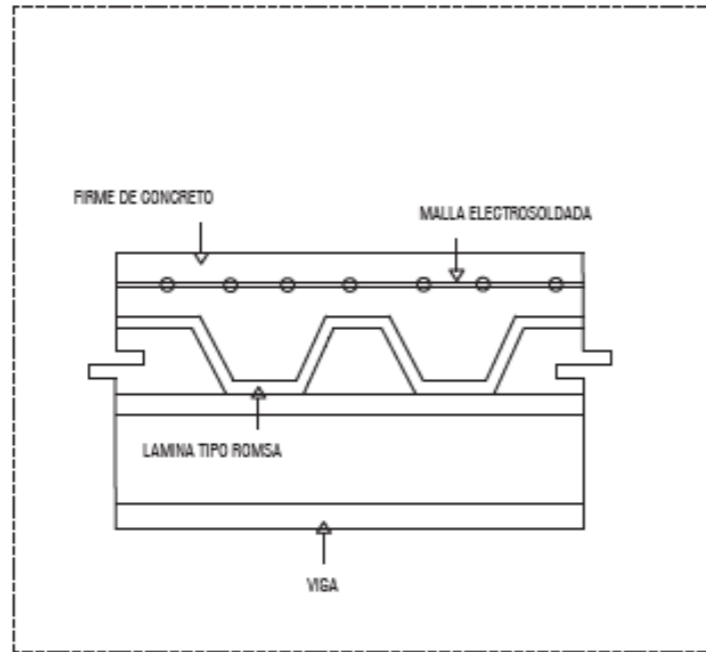 FIRME DE CONCRETO
MALLA ELECTROSOLDADA
LAMINA TIPO ROMSA
VIGA